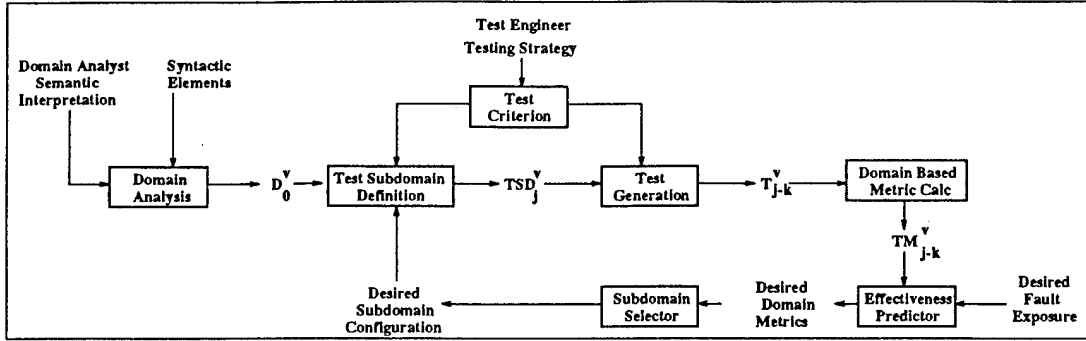 Test Engineer
Testing Strategy
Domain Analyst
Semantic
Interpretation
Syntactic
Elements
Test
Criterion
Domain
Analysis
D v 0
Test Subdomain
Definition
TSD v j
Test
Generation
T v j-k
Domain Based
Metric Calc
TM v j-k
Desired
Subdomain
Configuration
Subdomain
Selector
Desired
Domain
Metrics
Effectiveness
Predictor
Desired
Fault
Exposure